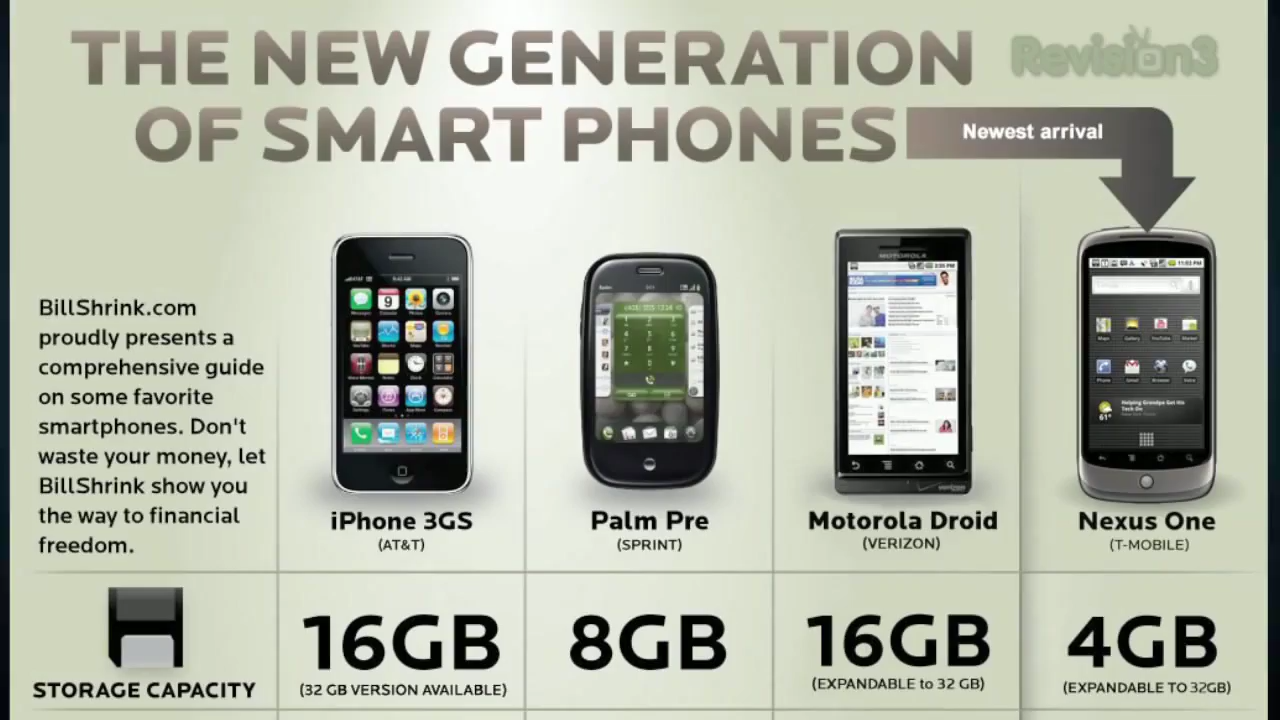 THE NEW GENERATION
OF SMART PHONES
Revision3
Newest arrival
BillShrink.com
proudly presents a
comprehensive guide
on some favorite
smartphones. Don't
waste your money, let
BillShrink show you
the way to financial
freedom.
MOTOROLA
verizon
iPhone 3GS
(AT&T)
Palm Pre
(SPRINT)
Motorola Droid
(VERIZON)
Nexus One
(T-MOBILE)
STORAGE CAPACITY
16GB
(32 GB VERSION AVAILABLE)
8GB
16GB
(EXPANDABLE to 32 GB)
4GB
(EXPANDABLE TO 32GB)